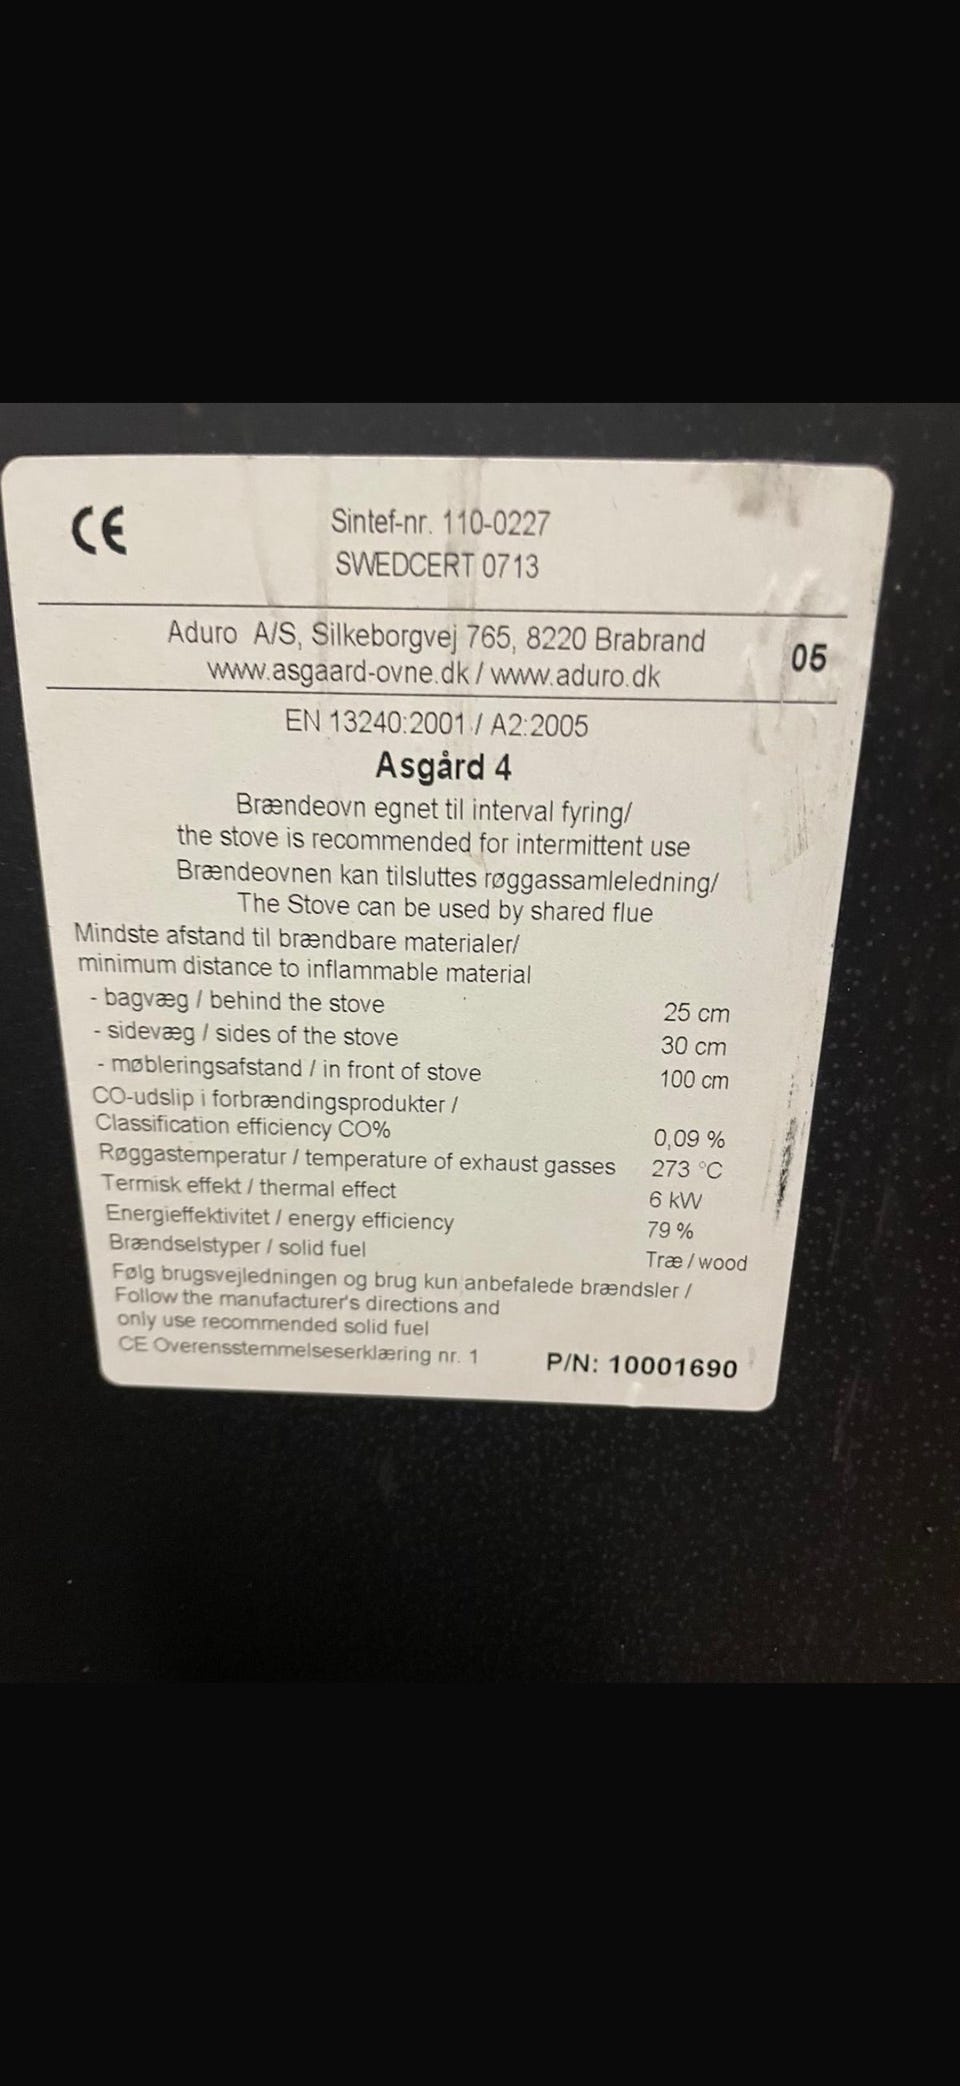 CE
Sintef-nr. 110-0227
SWEDCERT 0713
Aduro A/S, Silkeborgvej 765, 8220 Brabrand
www.asgaard-ovne.dk / www.aduro.dk
05
EN 13240:2001 / A2:2005
Asgård 4
Brændeovn egnet til interval fyring/
the stove is recommended for intermittent use
Brændeovnen kan tilsluttes røggassamleledning/
The Stove can be used by shared flue
Mindste afstand til brændbare materialer/
minimum distance to inflammable material
- bagvæg / behind the stove 25 cm
- sidevæg / sides of the stove 30 cm
- møbleringsafstand / in front of stove 100 cm
CO-udslip i forbrændingsprodukter /
Classification efficiency CO% 0,09 %
Røggastemperatur / temperature of exhaust gasses 273 °C
Termisk effekt / thermal effect 6 kW
Energieffektivitet / energy efficiency 79 %
Brændselstyper / solid fuel Træ / wood
Følg brugsvejledningen og brug kun anbefalede brændsler /
Follow the manufacturer's directions and
only use recommended solid fuel
CE Overensstemmelseserklæring nr. 1 P/N: 10001690